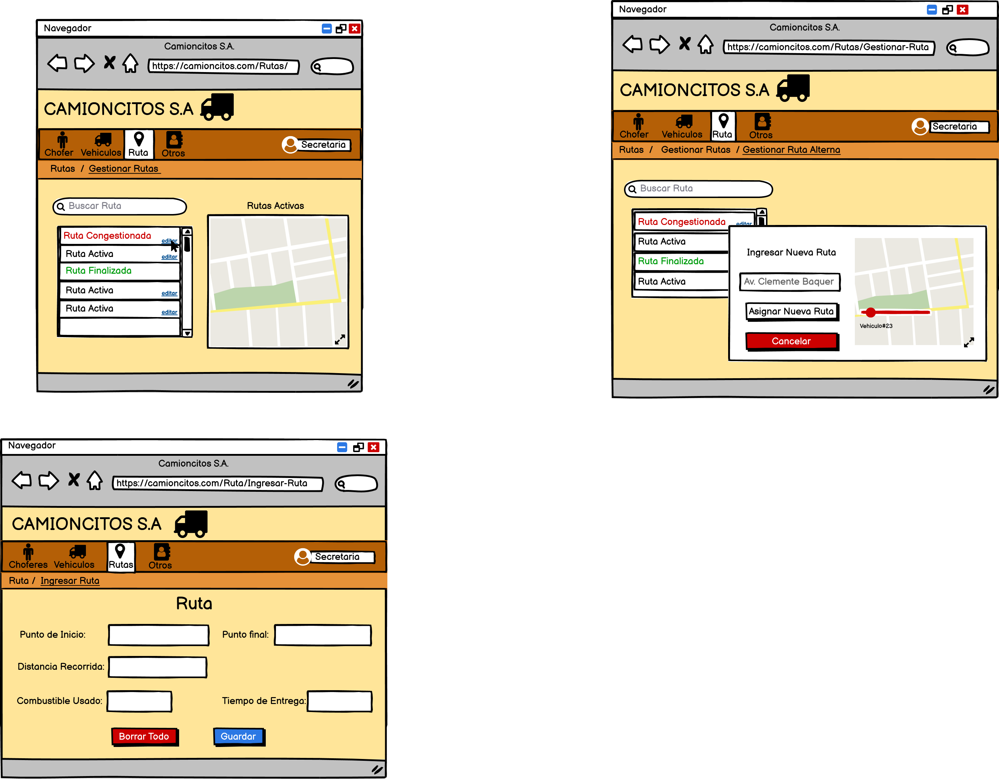 Navegador
Camioncitos S.A.
https://camioncitos.com/Rutas/
CAMIONCITOS S.A
Chofer Vehiculos Ruta Otros Secretaria
Rutas / Gestionar Rutas
Buscar Ruta
Rutas Activas
Ruta Congestionada editar
Ruta Activa editar
Ruta Finalizada
Ruta Activa editar
Ruta Activa editar
Navegador
Camioncitos S.A.
https://camioncitos.com/Rutas/Gestionar-Ruta
CAMIONCITOS S.A
Chofer Vehiculos Ruta Otros Secretaria
Rutas / Gestionar Rutas / Gestionar Ruta Alterna
Buscar Ruta
Ruta Congestionada editar
Ruta Activa
Ruta Finalizada
Ruta Activa
Ingresar Nueva Ruta
Av. Clemente Baquer
Asignar Nueva Ruta
Cancelar
Vehiculo#23
Navegador
Camioncitos S.A.
https://camioncitos.com/Ruta/Ingresar-Ruta
CAMIONCITOS S.A
Choferes Vehiculos Rutas Otros Secretaria
Ruta / Ingresar Ruta
Ruta
Punto de Inicio: Punto final:
Distancia Recorrida:
Combustible Usado: Tiempo de Entrega:
Borrar Todo Guardar